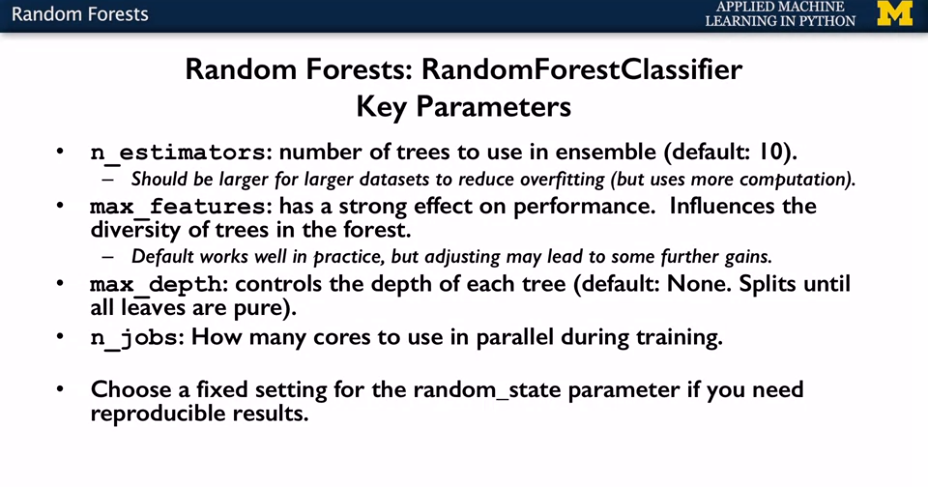 Random Forests
APPLIED MACHINE
LEARNING IN PYTHON
M
Random Forests: RandomForestClassifier
Key Parameters
• n_estimators: number of trees to use in ensemble (default: 10).
– Should be larger for larger datasets to reduce overfitting (but uses more computation).
• max_features: has a strong effect on performance. Influences the
diversity of trees in the forest.
– Default works well in practice, but adjusting may lead to some further gains.
• max_depth: controls the depth of each tree (default: None. Splits until
all leaves are pure).
• n_jobs: How many cores to use in parallel during training.
• Choose a fixed setting for the random_state parameter if you need
reproducible results.